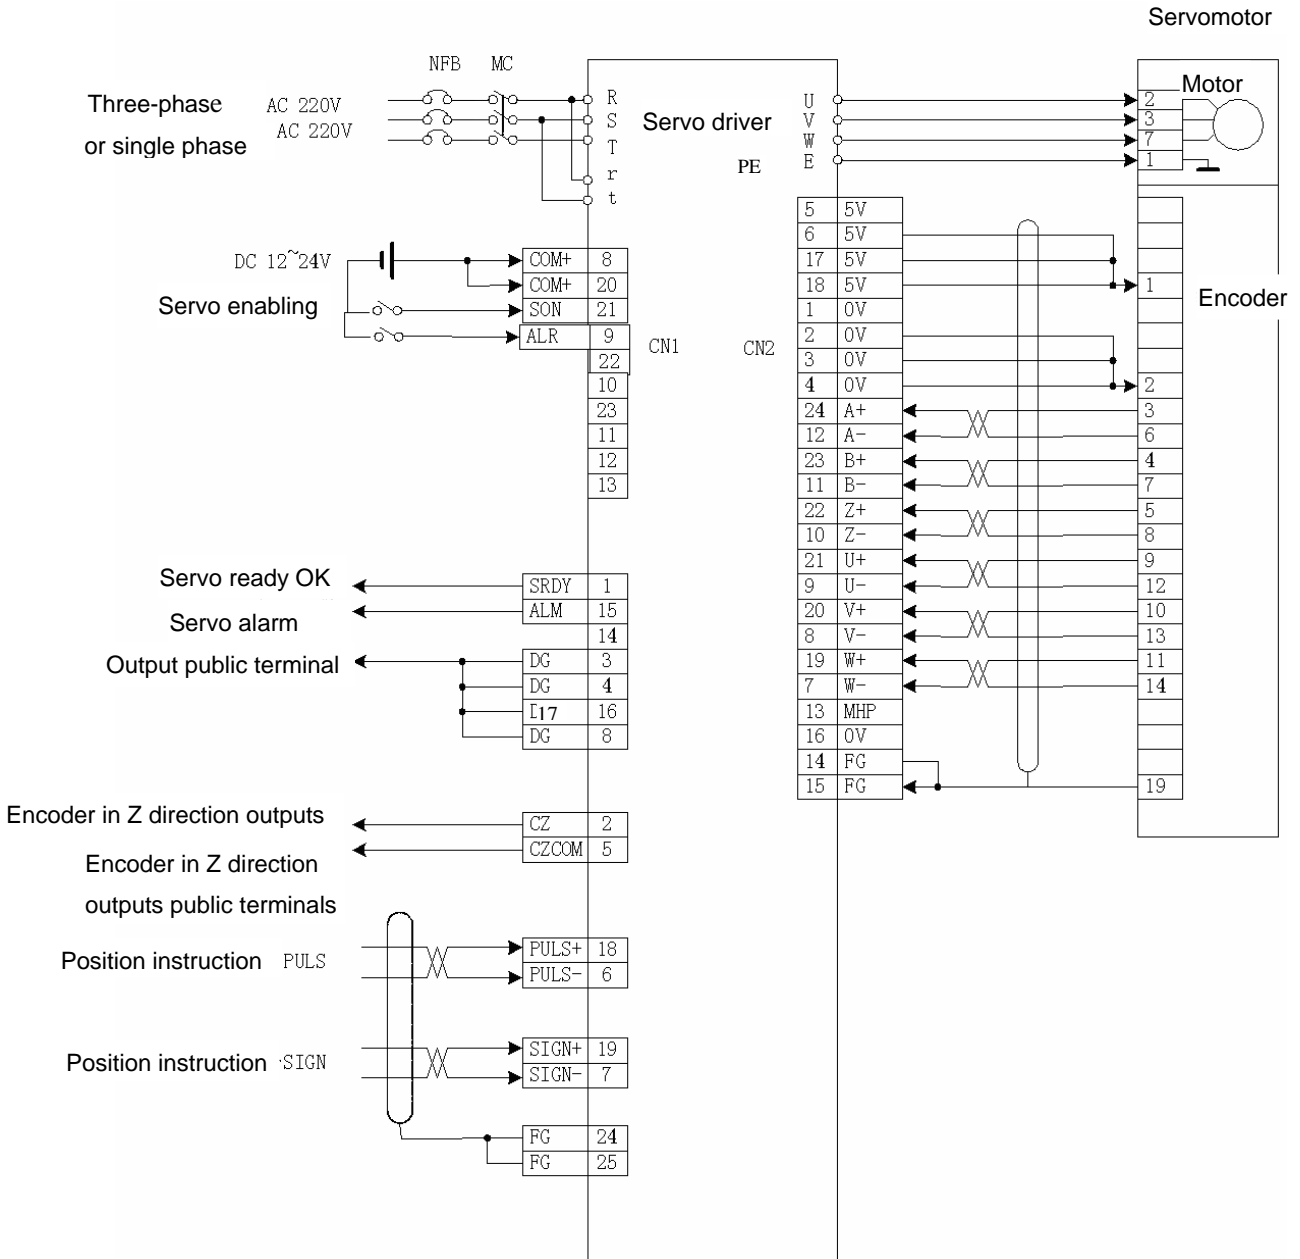 Servomotor
NFB MC
Three-phase AC 220V
or single phase AC 220V
R
S
T
r
t
Servo driver
PE
U
V
W
E
2
3
7
1
Motor
DC 12~24V
Servo enabling
COM+ 8
COM+ 20
SON 21
ALR 9
22
10
23
11
12
13
CN1
CN2
5 5V
6 5V
17 5V
18 5V
1 0V
2 0V
3 0V
4 0V
24 A+
12 A-
23 B+
11 B-
22 Z+
10 Z-
21 U+
9 U-
20 V+
8 V-
19 W+
7 W-
13 MHP
16 0V
14 FG
15 FG
1
2
3
6
4
7
5
8
9
12
10
13
11
14
19
Encoder
Servo ready OK
Servo alarm
Output public terminal
SRDY 1
ALM 15
14
DG 3
DG 4
17 16
DG 8
Encoder in Z direction outputs
Encoder in Z direction
outputs public terminals
CZ 2
CZCOM 5
Position instruction PULS
PULS+ 18
PULS- 6
Position instruction SIGN
SIGN+ 19
SIGN- 7
FG 24
FG 25